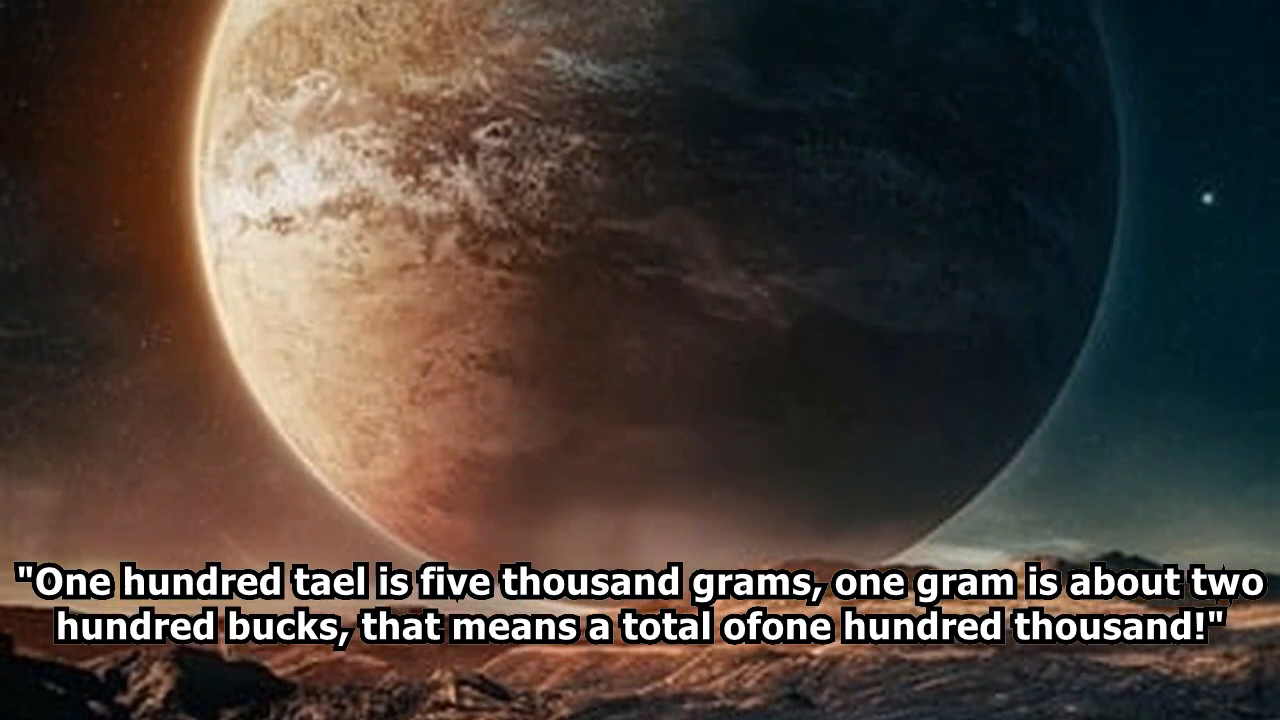 "One hundred tael is five thousand grams, one gram is about two
hundred bucks, that means a total ofone hundred thousand!"